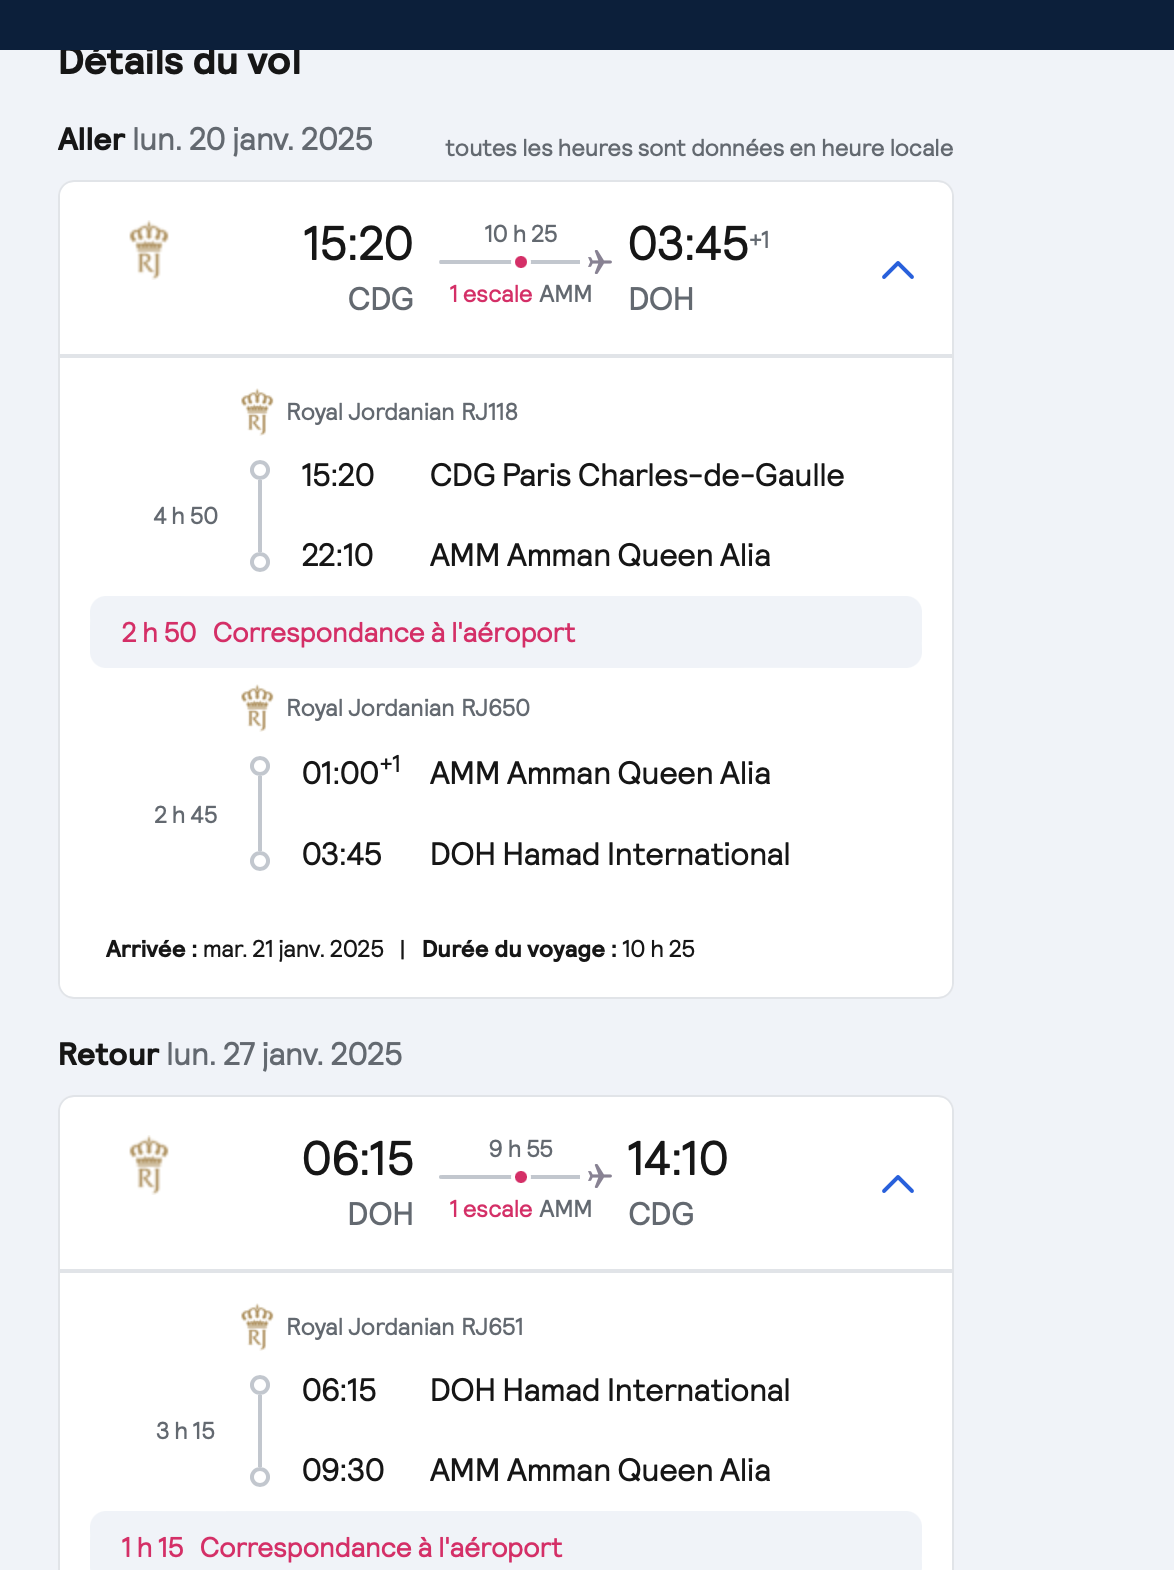 Détails du vol
Aller lun. 20 janv. 2025
toutes les heures sont données en heure locale
RJ
15:20 10 h 25 03:45+1
CDG 1 escale AMM DOH
RJ Royal Jordanian RJ118
15:20 CDG Paris Charles-de-Gaulle
4 h 50
22:10 AMM Amman Queen Alia
2 h 50 Correspondance à l'aéroport
RJ Royal Jordanian RJ650
01:00+1 AMM Amman Queen Alia
2 h 45
03:45 DOH Hamad International
Arrivée : mar. 21 janv. 2025 | Durée du voyage : 10 h 25
Retour lun. 27 janv. 2025
RJ
06:15 9 h 55 14:10
DOH 1 escale AMM CDG
RJ Royal Jordanian RJ651
06:15 DOH Hamad International
3 h 15
09:30 AMM Amman Queen Alia
1 h 15 Correspondance à l'aéroport